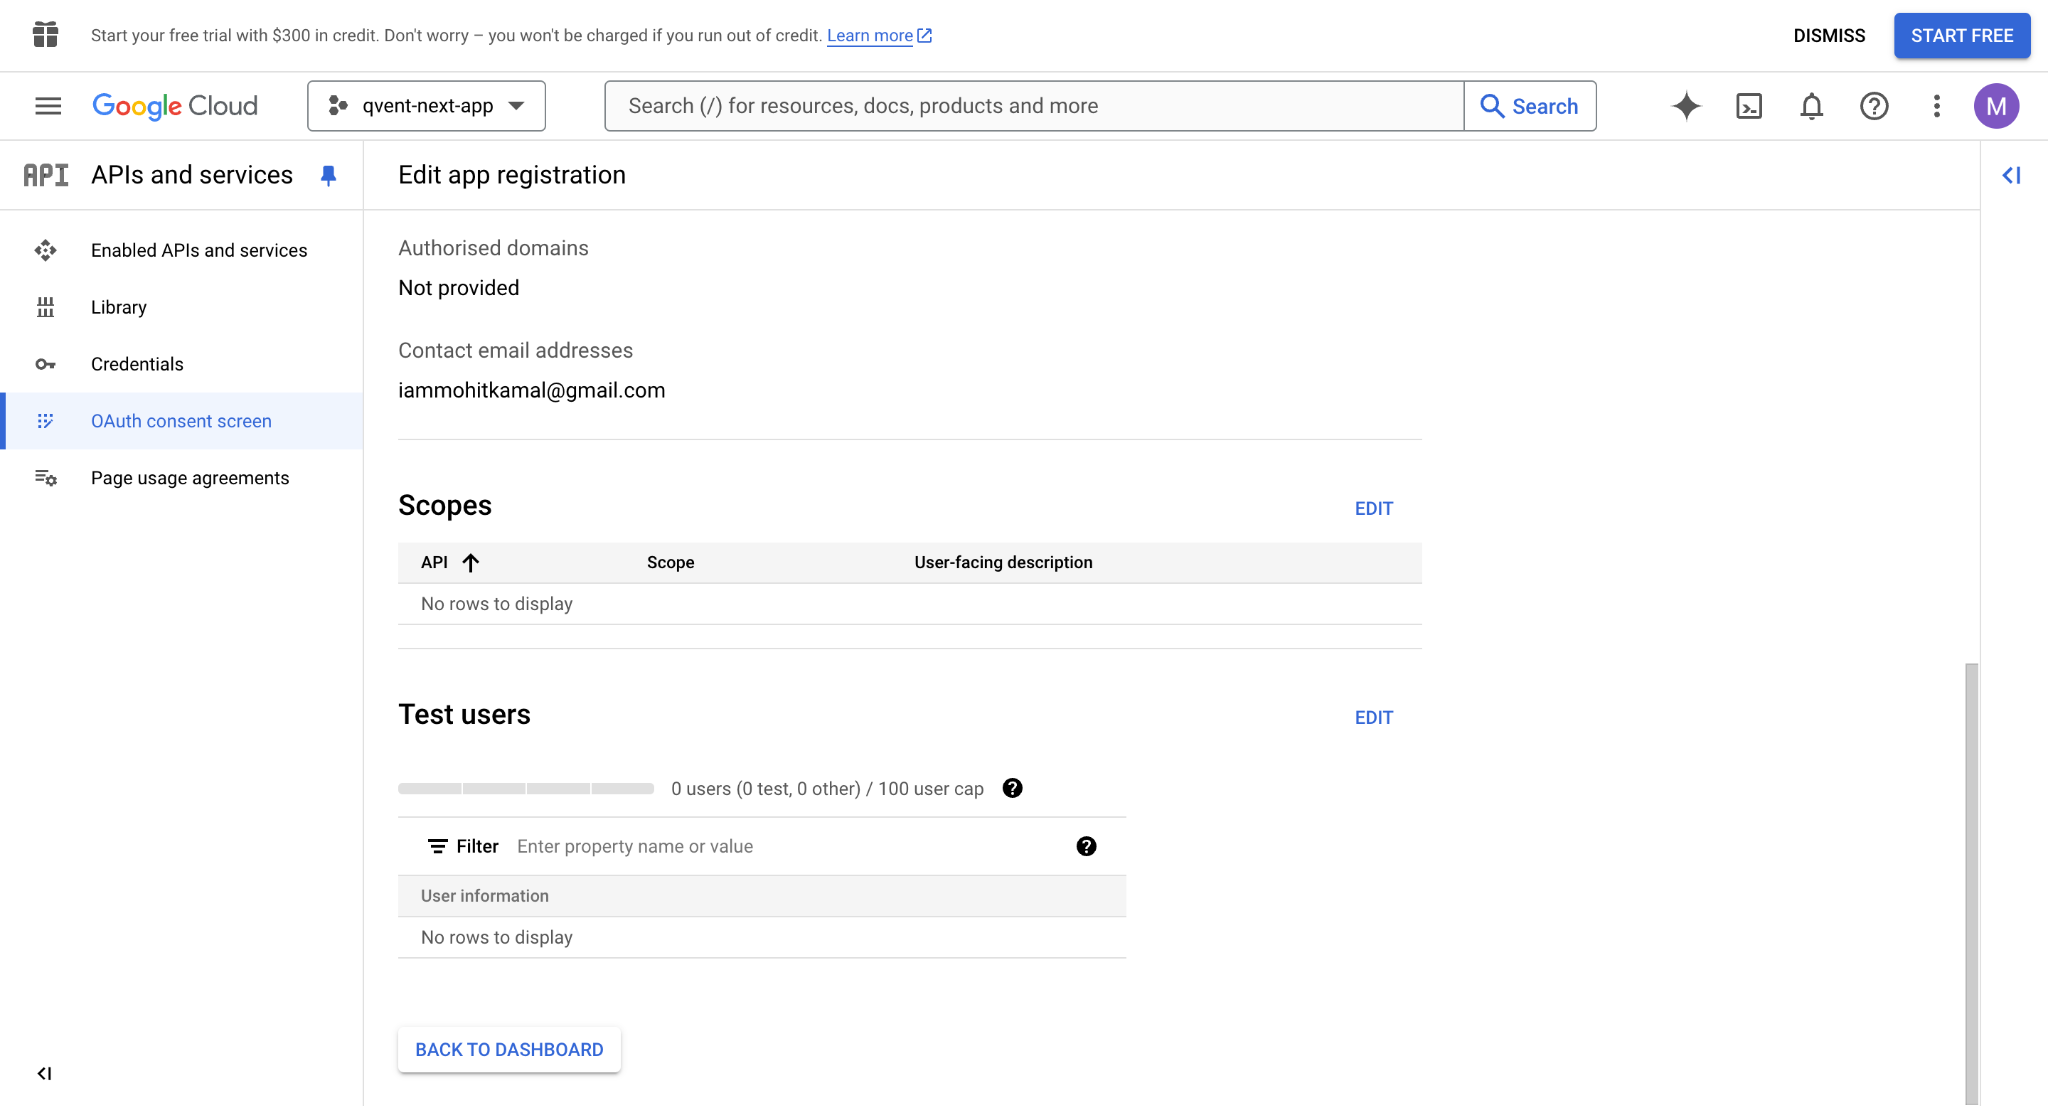 Start your free trial with $300 in credit. Don't worry – you won't be charged if you run out of credit. Learn more
DISMISS
START FREE
Google Cloud
qvent-next-app
Search (/) for resources, docs, products and more
Search
M
API
APIs and services
Edit app registration
Enabled APIs and services
Library
Credentials
OAuth consent screen
Page usage agreements
Authorised domains
Not provided
Contact email addresses
iammohitkamal@gmail.com
Scopes
EDIT
API
Scope
User-facing description
No rows to display
Test users
EDIT
0 users (0 test, 0 other) / 100 user cap
Filter
Enter property name or value
User information
No rows to display
BACK TO DASHBOARD